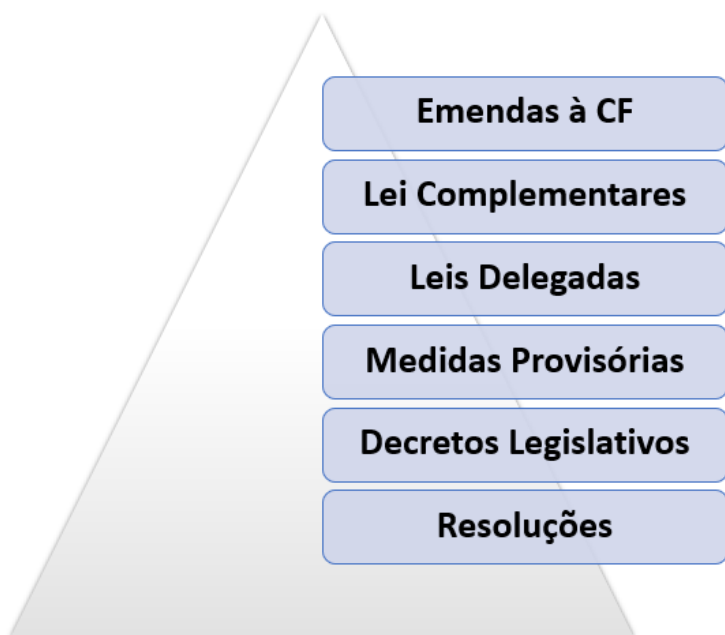 Emendas à CF
Lei Complementares
Leis Delegadas
Medidas Provisórias
Decretos Legislativos
Resoluções